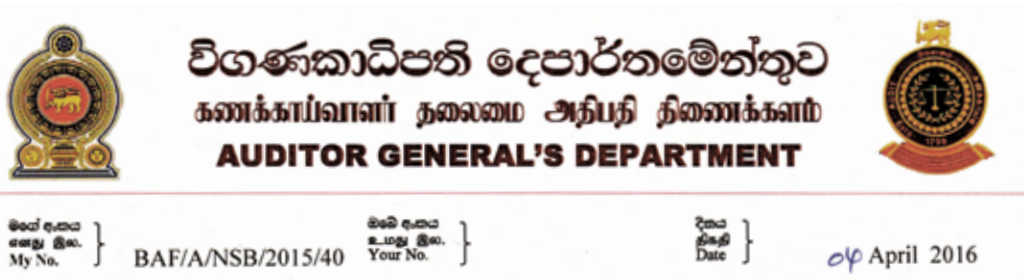 විගණකාධිපති දෙපාර්තමේන්තුව
கணக்காய்வாளர் தலைமை அதிபதி திணைக்களம்
AUDITOR GENERAL'S DEPARTMENT
මගේ අංකය
எனது இல.
My No.
BAF/A/NSB/2015/40
ඔබේ අංකය
உமது இல.
Your No.
දිනය
திகதி
Date
04 April 2016